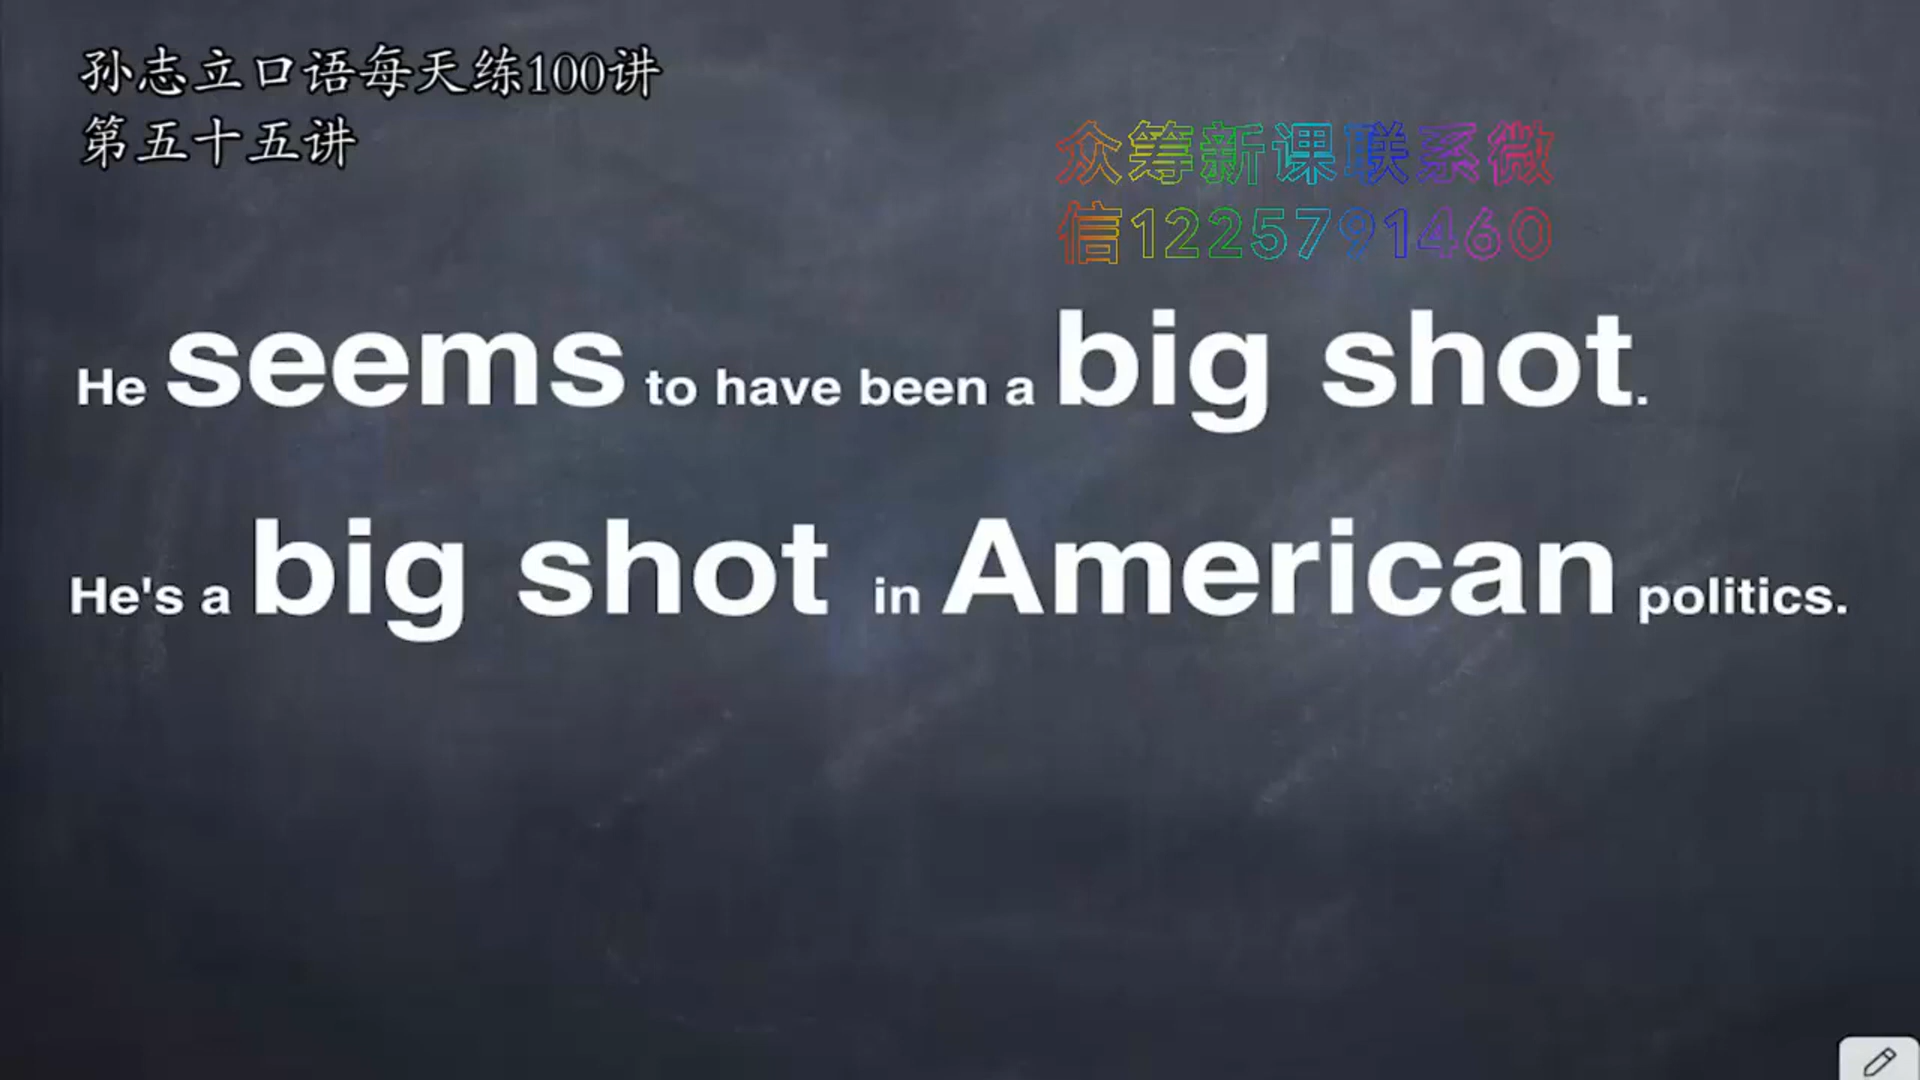 孙志立口语每天练100讲
第五十五讲
众筹新课联系微
信1225791460
He seems to have been a big shot.
He's a big shot in American politics.